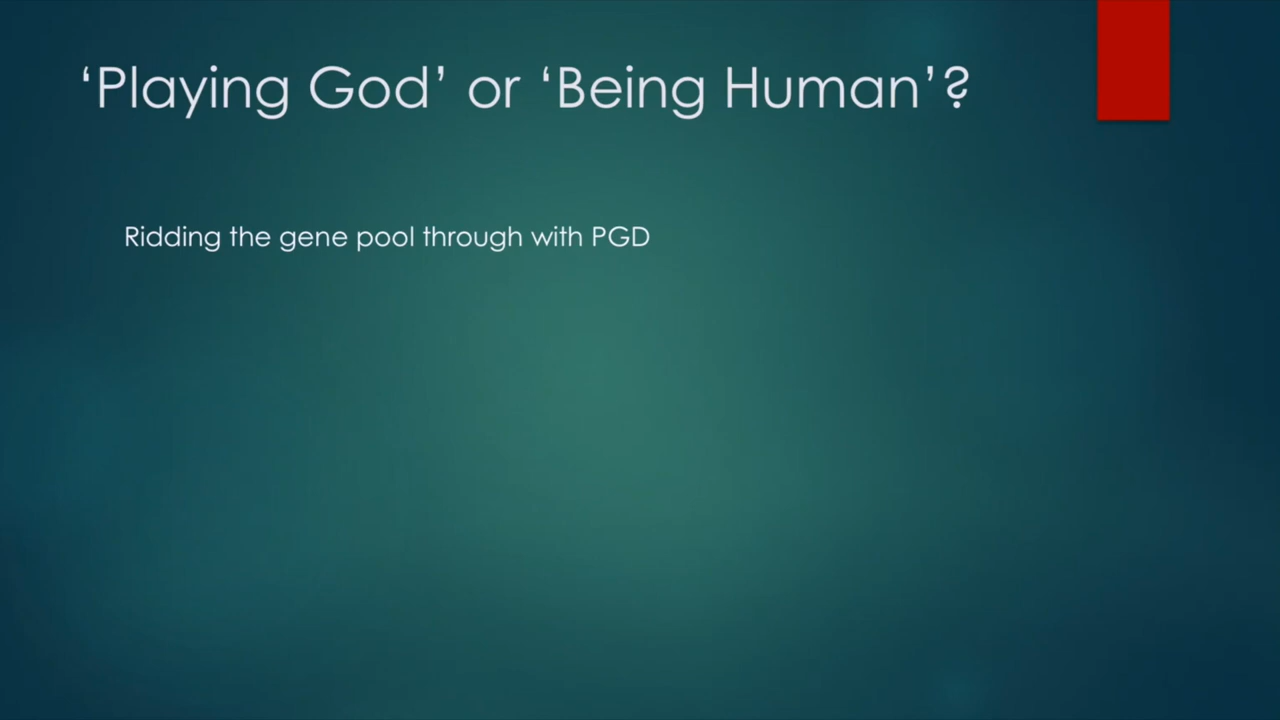 ‘Playing God’ or ‘Being Human’?
Ridding the gene pool through with PGD